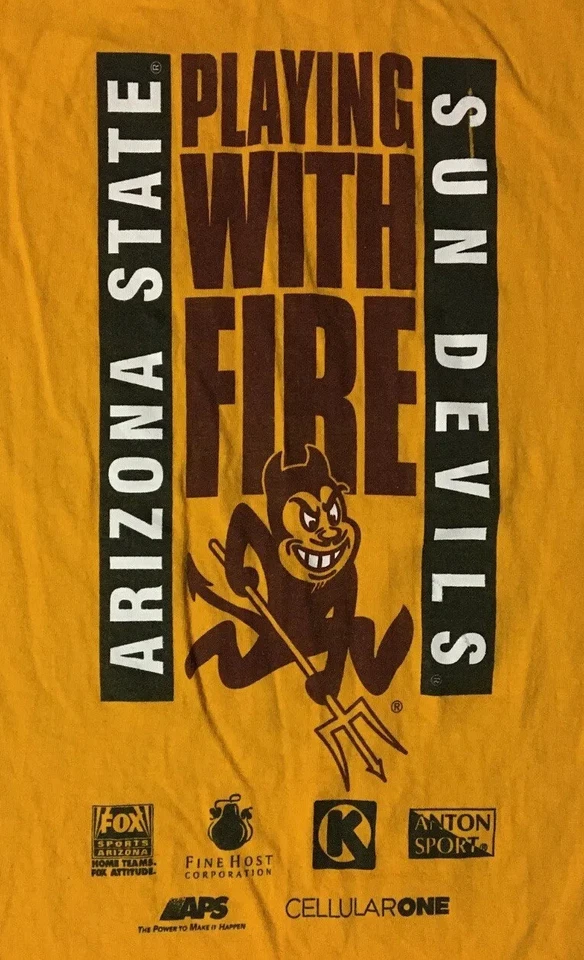 ARIZONA STATE®
PLAYING
WITH
FIRE
SUN DEVILS®
®
FOX
SPORTS
ARIZONA
HOME TEAMS.
FOX ATTITUDE.
FINE HOST
CORPORATION
K
ANTON
SPORT®
APS
THE POWER TO MAKE IT HAPPEN
CELLULARONE